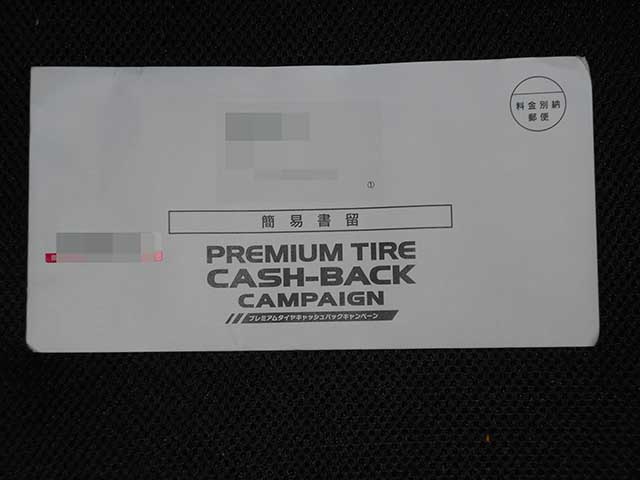 料金別納
郵便
①
簡易書留
PREMIUM TIRE
CASH-BACK
CAMPAIGN
プレミアムタイヤキャッシュバックキャンペーン